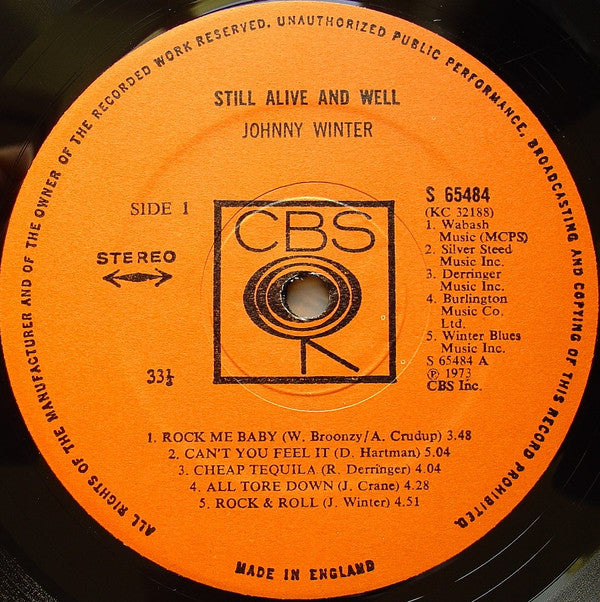 ALL RIGHTS OF THE MANUFACTURER AND OF THE OWNER OF THE RECORDED WORK RESERVED. UNAUTHORIZED PUBLIC PERFORMANCE, BROADCASTING AND COPYING OF THIS RECORD PROHIBITED.
STILL ALIVE AND WELL
JOHNNY WINTER
SIDE 1
STEREO
33⅓
CBS
S 65484
(KC 32188)
1. Wabash
Music (MCPS)
2. Silver Steed
Music Inc.
3. Derringer
Music Inc.
4. Burlington
Music Co.
Ltd.
5. Winter Blues
Music Inc.
S 65484 A
℗ 1973
CBS Inc.
1. ROCK ME BABY (W. Broonzy/A. Crudup) 3.48
2. CAN'T YOU FEEL IT (D. Hartman) 5.04
3. CHEAP TEQUILA (R. Derringer) 4.04
4. ALL TORE DOWN (J. Crane) 4.28
5. ROCK & ROLL (J. Winter) 4.51
MADE IN ENGLAND